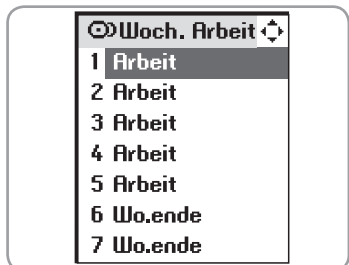 Woch. Arbeit
1 Arbeit
2 Arbeit
3 Arbeit
4 Arbeit
5 Arbeit
6 Wo.ende
7 Wo.ende